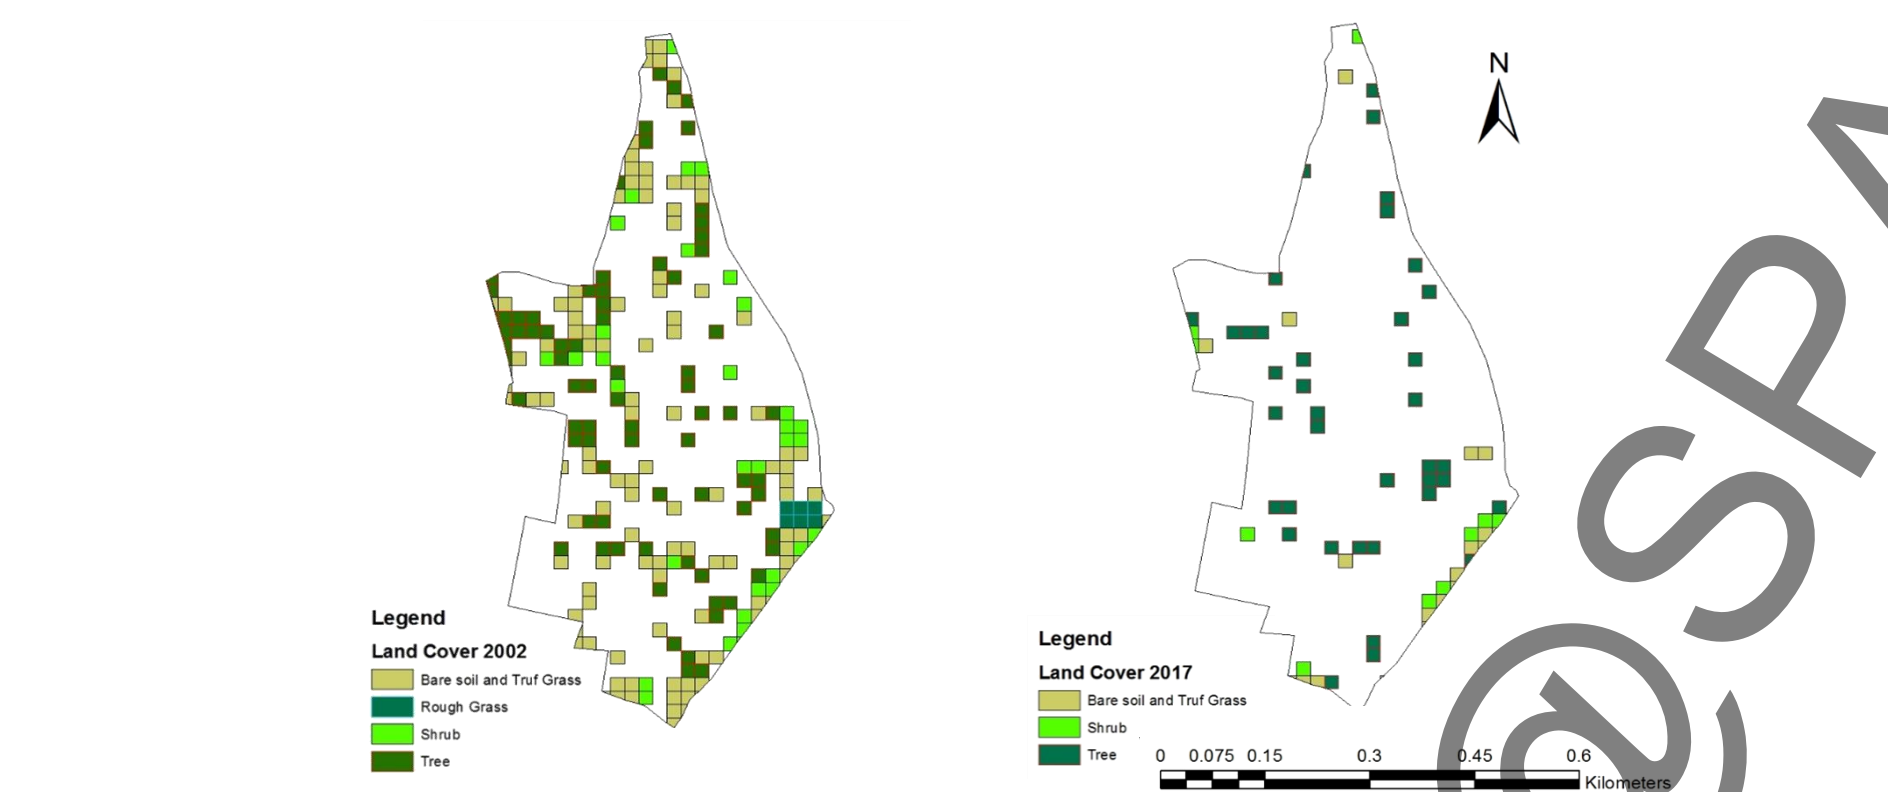 N
Legend
Land Cover 2002
Bare soil and Truf Grass
Rough Grass
Shrub
Tree
Legend
Land Cover 2017
Bare soil and Truf Grass
Shrub
Tree
0 0.075 0.15 0.3 0.45 0.6
Kilometers
@SPA